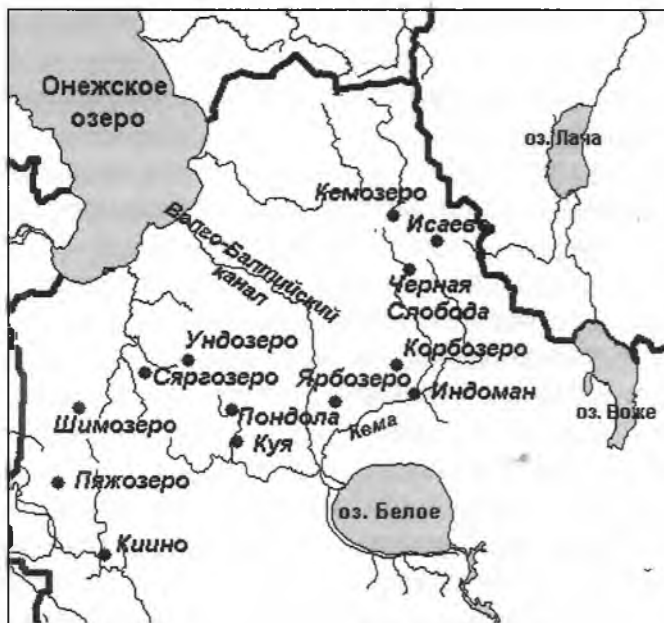 Онежское
озеро
оз. Лача
Кемозеро
Исаево
Волго-Балтийский
канал
Черная
Слобода
Ундозеро
Корбозеро
Сяргозеро
Ярбозеро
Индоман
оз. Воже
Шимозеро
Пондола
Кема
Куя
Пяжозеро
оз. Белое
Киино